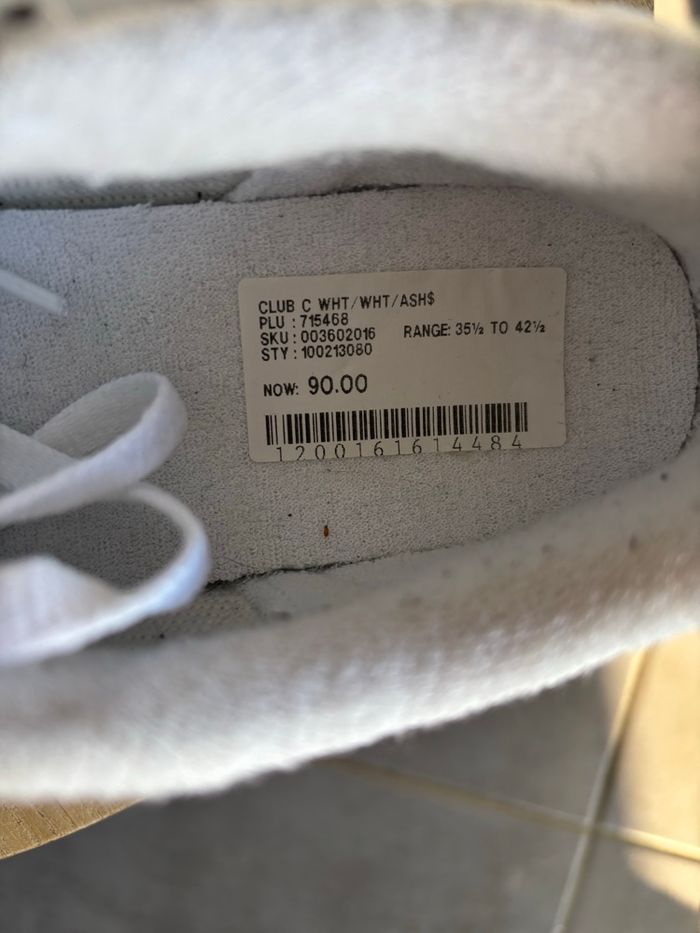 CLUB C WHT/WHT/ASH$
PLU : 715468
SKU : 003602016 RANGE: 35½ TO 42½
STY : 100213080
NOW: 90.00
1200161614484